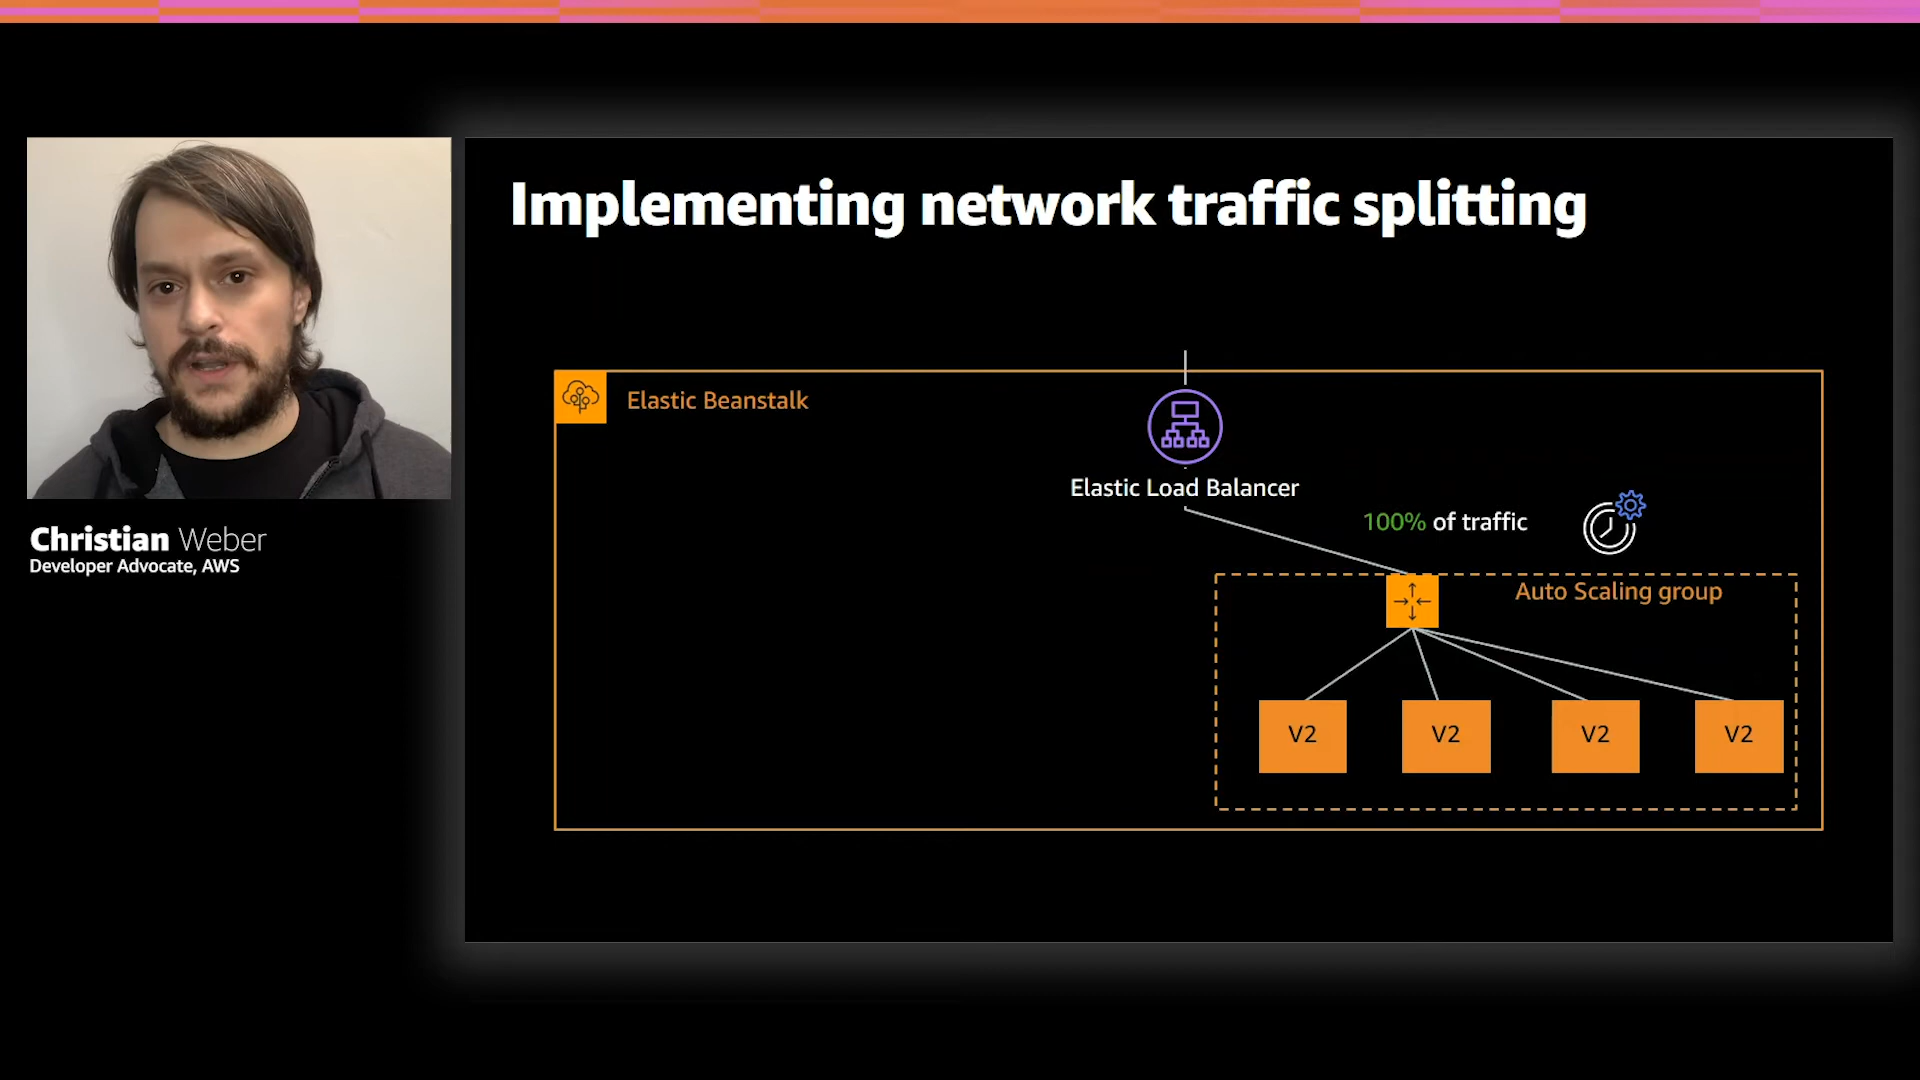 Implementing network traffic splitting
Elastic Beanstalk
Elastic Load Balancer
100% of traffic
Auto Scaling group
V2
V2
V2
V2
Christian Weber
Developer Advocate, AWS